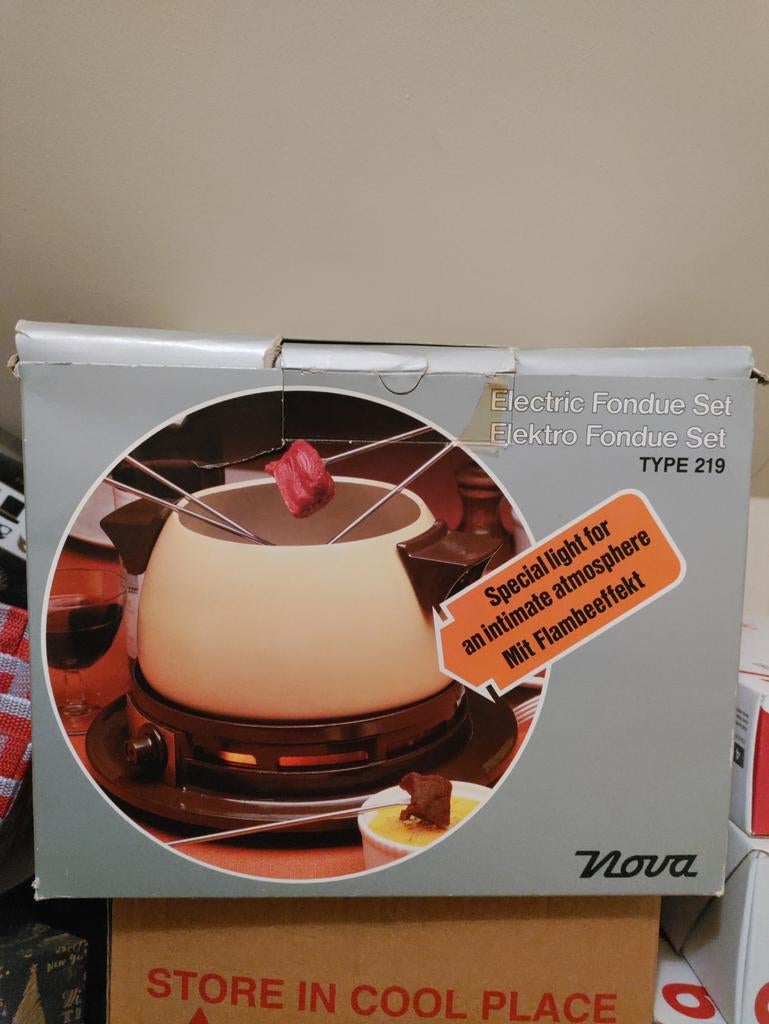 Electric Fondue Set
Elektro Fondue Set
TYPE 219
Special light for
an intimate atmosphere
Mit Flambeeffekt
Nova
STORE IN COOL PLACE